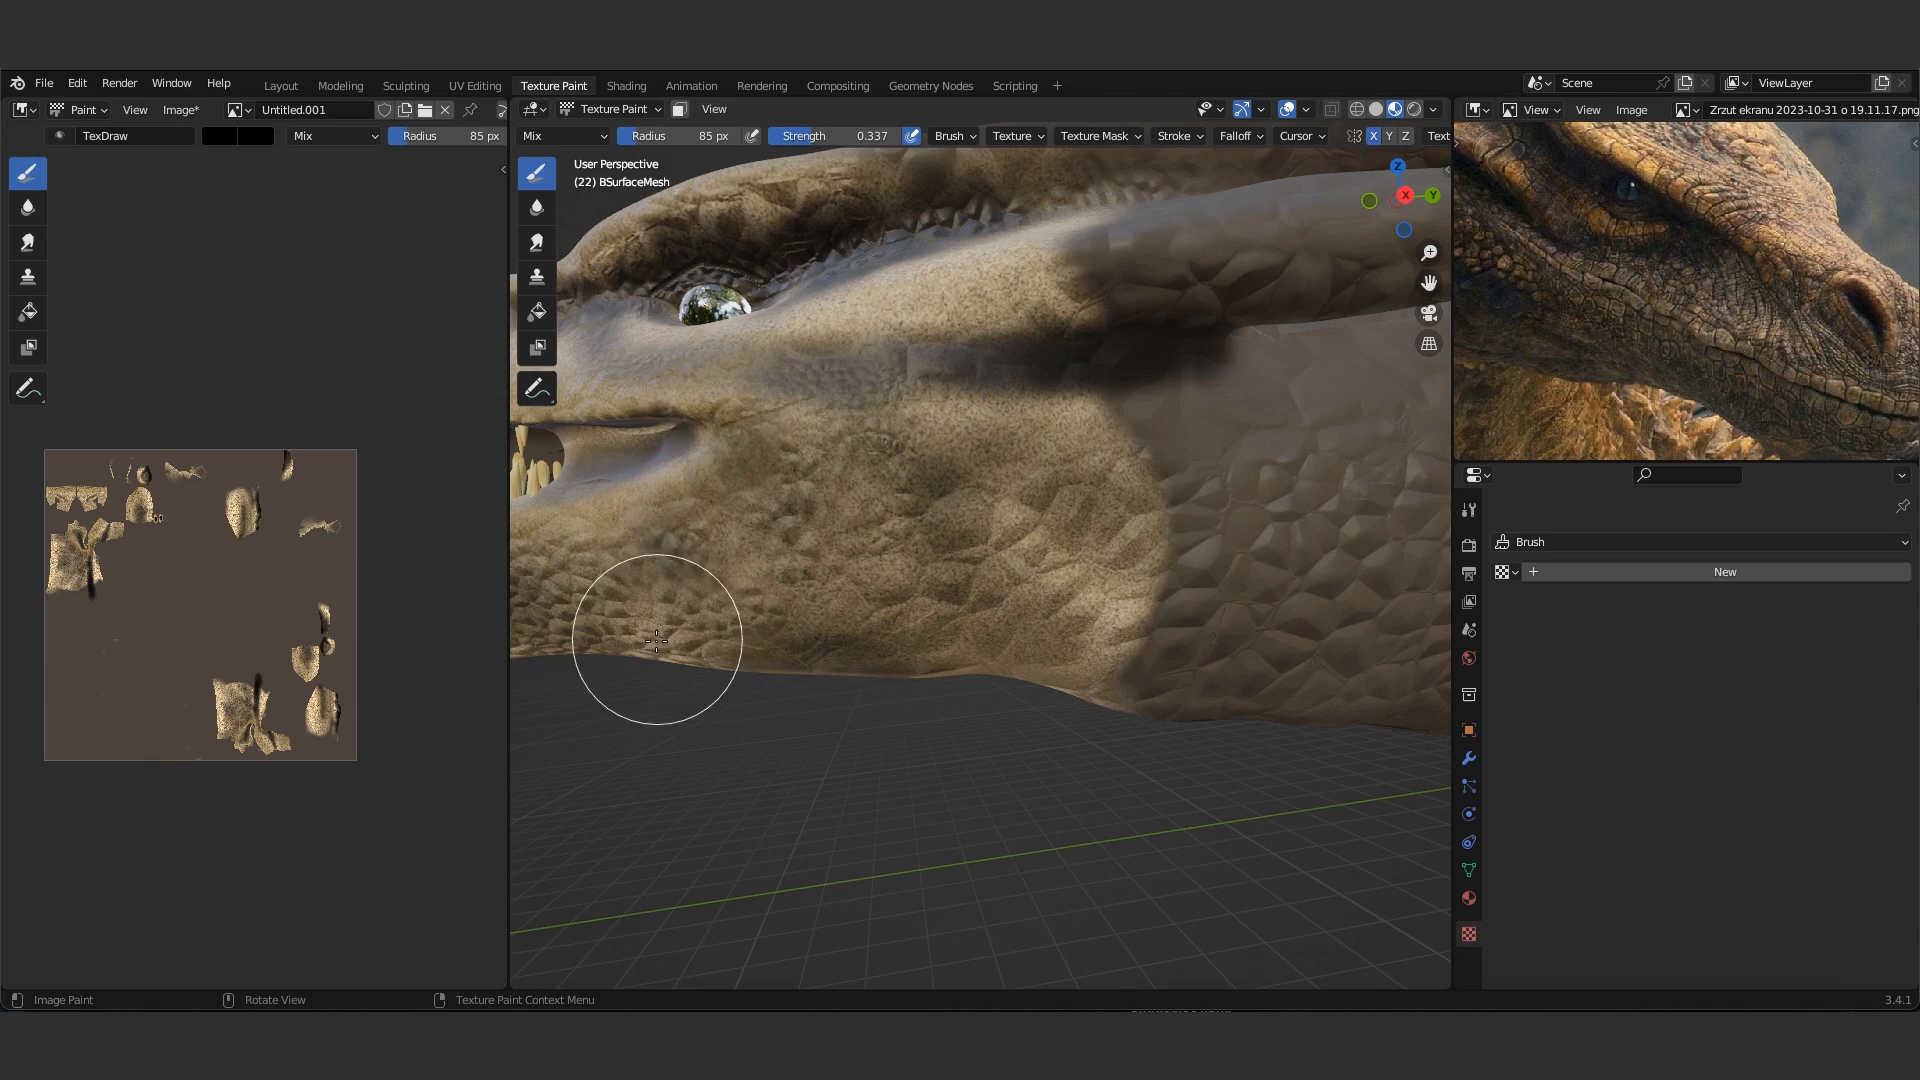 File Edit Render Window Help Layout Modeling Sculpting UV Editing Texture Paint Shading Animation Rendering Compositing Geometry Nodes Scripting + Scene ViewLayer
Paint View Image* Untitled.001 Texture Paint View View View Image Zrzut ekranu 2023-10-31 o 19.11.17.png
TexDraw Mix Radius 85 px Mix Radius 85 px Strength 0.337 Brush Texture Texture Mask Stroke Falloff Cursor X Y Z Text
User Perspective
(22) BSurfaceMesh
Z
X Y
Brush
+ New
Image Paint Rotate View Texture Paint Context Menu 3.4.1